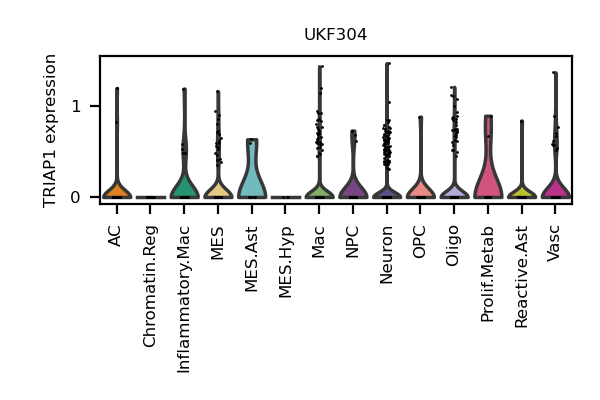 UKF304
TRIAP1 expression
1
0
AC
Chromatin.Reg
Inflammatory.Mac
MES
MES.Ast
MES.Hyp
Mac
NPC
Neuron
OPC
Oligo
Prolif.Metab
Reactive.Ast
Vasc